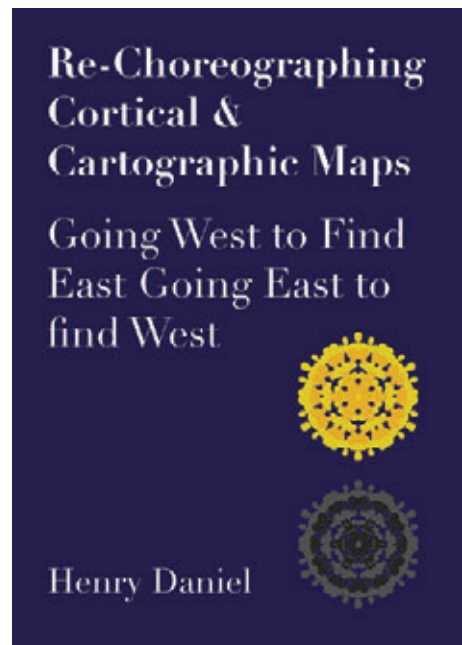 Re-Choreographing
Cortical &
Cartographic Maps
Going West to Find
East Going East to
find West
Henry Daniel